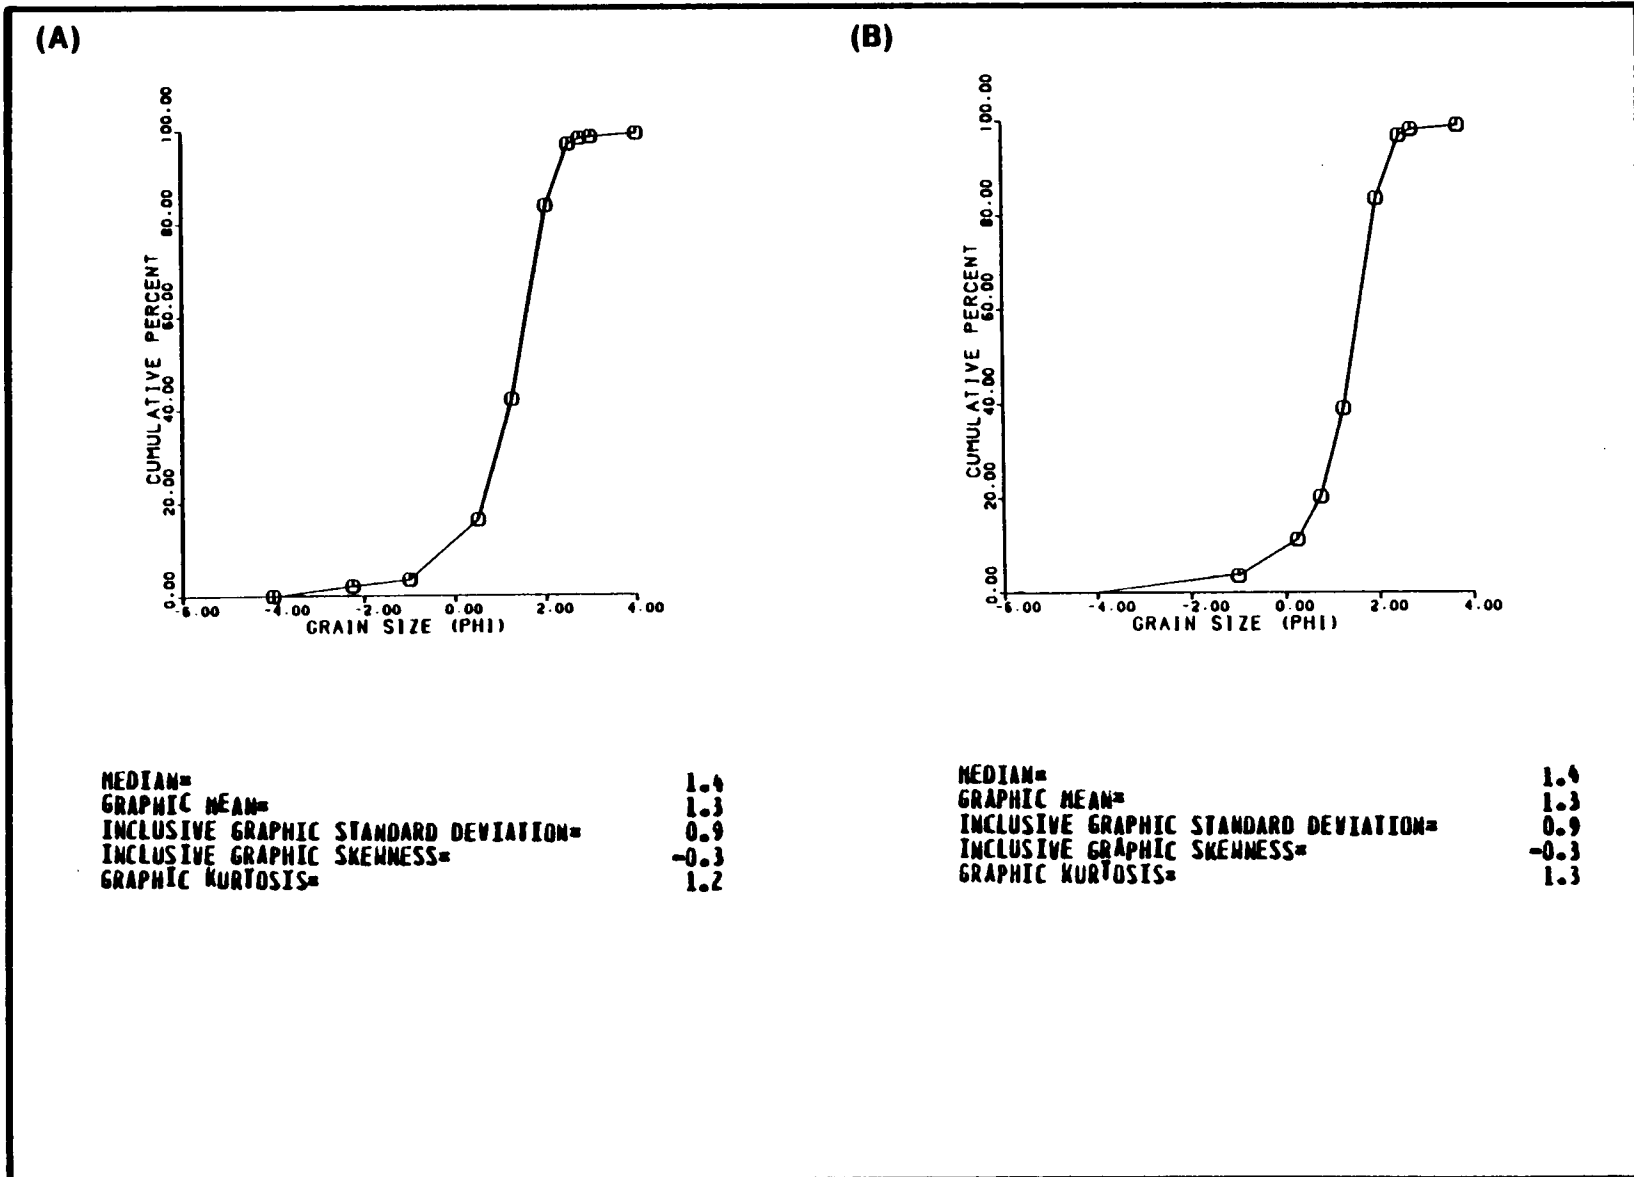 (A)
100.00
80.00
60.00
40.00
20.00
0.00
CUMULATIVE PERCENT
-6.00 -4.00 -2.00 0.00 2.00 4.00
GRAIN SIZE (PHI)
MEDIAN= 1.4
GRAPHIC MEAN= 1.3
INCLUSIVE GRAPHIC STANDARD DEVIATION= 0.9
INCLUSIVE GRAPHIC SKEWNESS= -0.3
GRAPHIC KURTOSIS= 1.2
(B)
100.00
80.00
60.00
40.00
20.00
0.00
CUMULATIVE PERCENT
-6.00 -4.00 -2.00 0.00 2.00 4.00
GRAIN SIZE (PHI)
MEDIAN= 1.4
GRAPHIC MEAN= 1.3
INCLUSIVE GRAPHIC STANDARD DEVIATION= 0.9
INCLUSIVE GRAPHIC SKEWNESS= -0.3
GRAPHIC KURTOSIS= 1.3